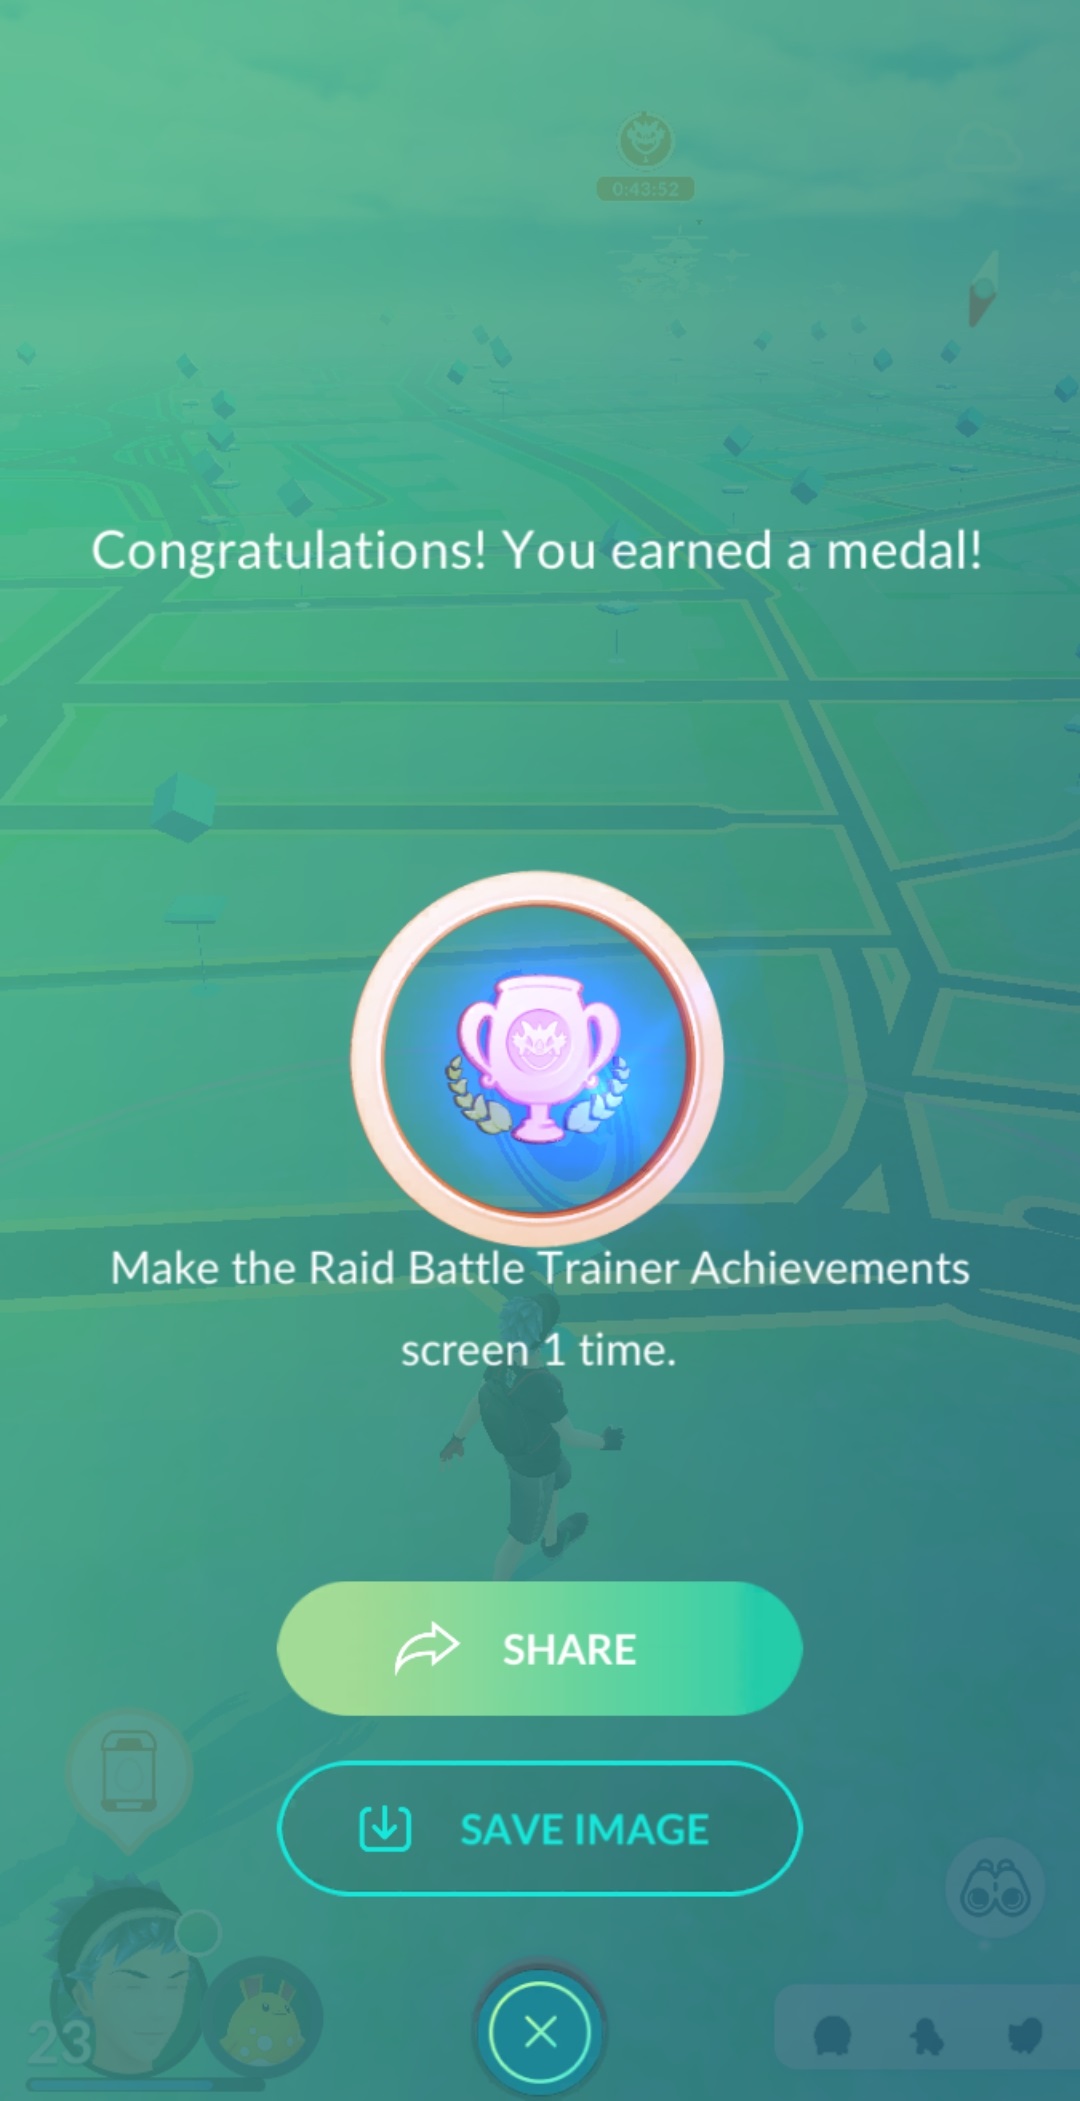 0:43:52
Congratulations! You earned a medal!
Make the Raid Battle Trainer Achievements
screen 1 time.
SHARE
SAVE IMAGE
23